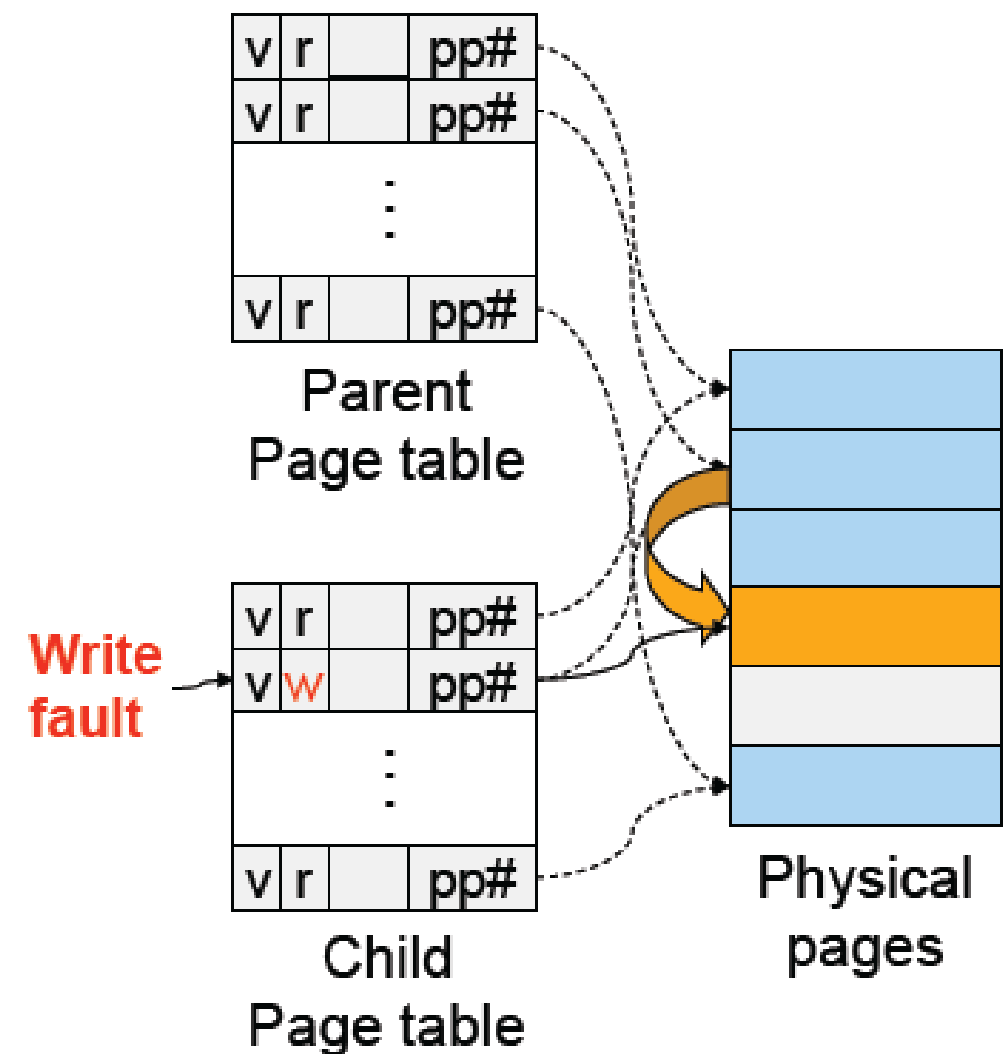 v r pp#
v r pp#
⋮
v r pp#
Parent
Page table
v r pp#
Write
fault
v w pp#
⋮
v r pp#
Child
Page table
Physical
pages